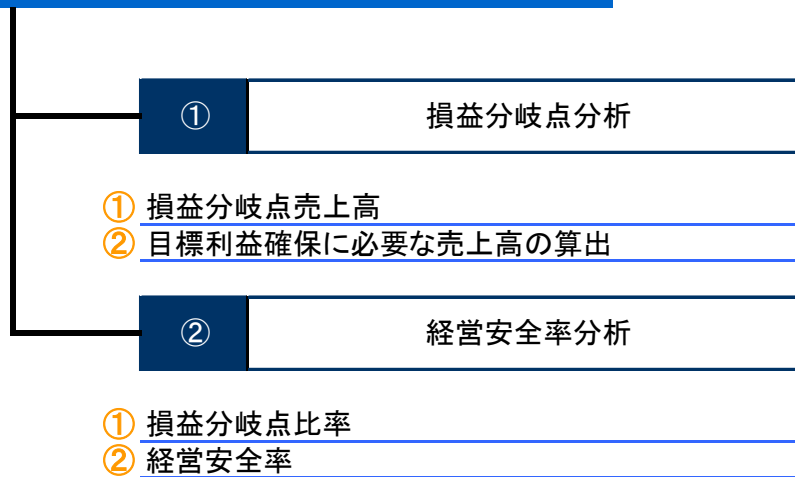 ① 損益分岐点分析
① 損益分岐点売上高
② 目標利益確保に必要な売上高の算出
② 経営安全率分析
① 損益分岐点比率
② 経営安全率